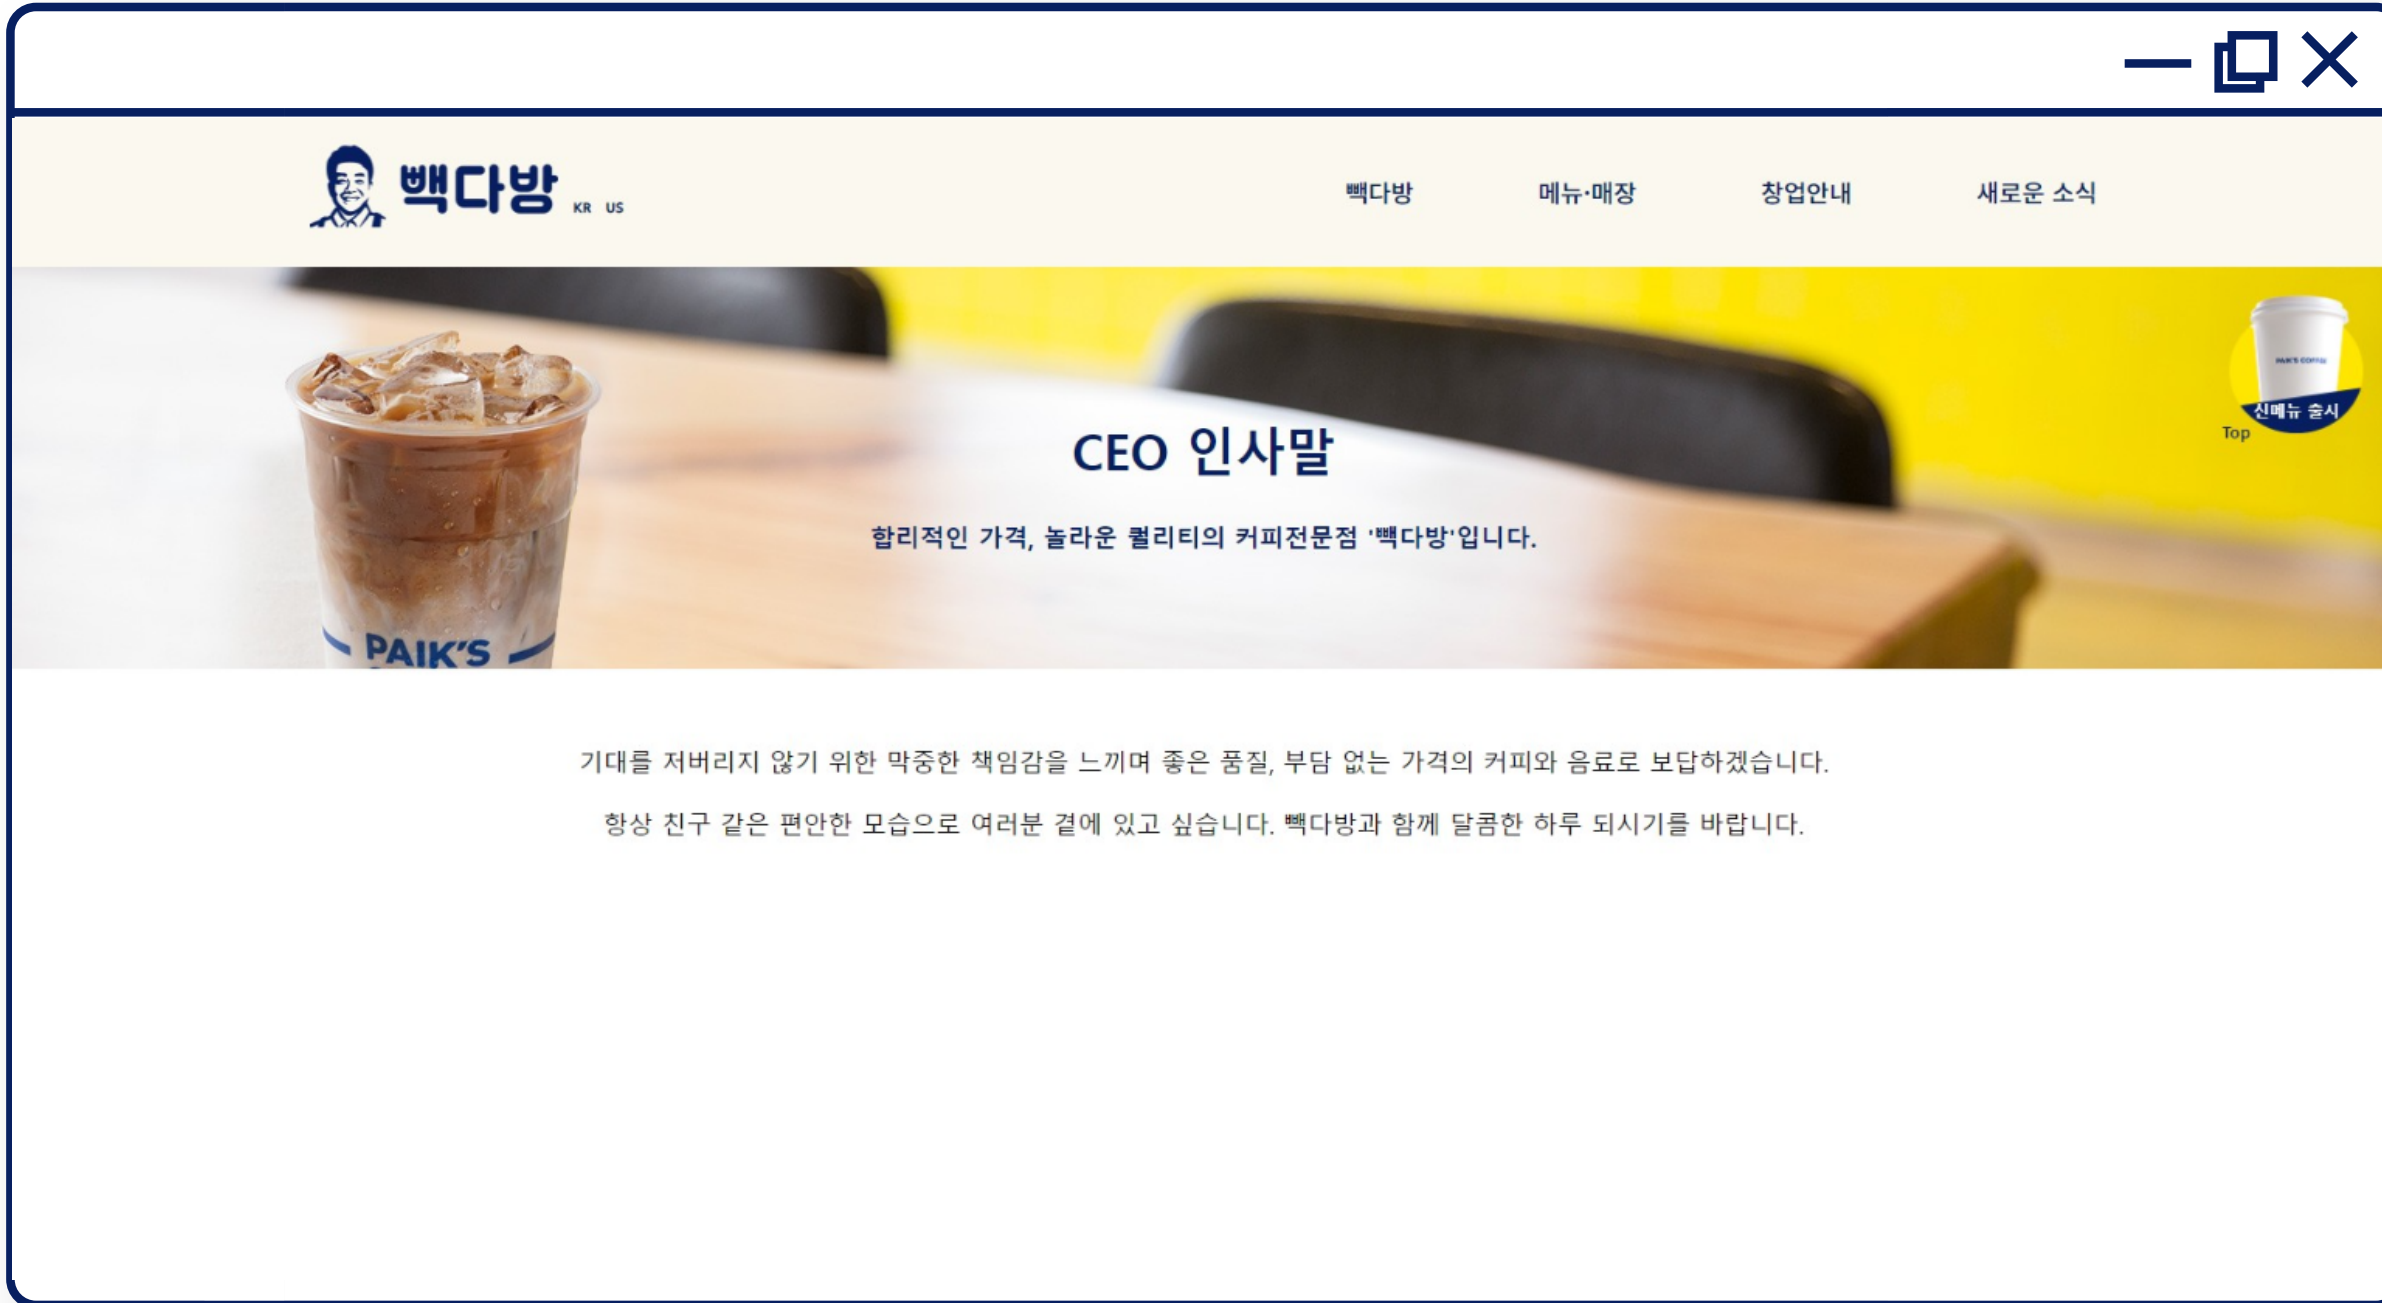 빽다방 KR US
빽다방 메뉴·매장 창업안내 새로운 소식
PAIK'S COFFEE
신메뉴 출시
Top
CEO 인사말
합리적인 가격, 놀라운 퀄리티의 커피전문점 '빽다방'입니다.
PAIK'S
기대를 저버리지 않기 위한 막중한 책임감을 느끼며 좋은 품질, 부담 없는 가격의 커피와 음료로 보답하겠습니다.
항상 친구 같은 편안한 모습으로 여러분 곁에 있고 싶습니다. 빽다방과 함께 달콤한 하루 되시기를 바랍니다.